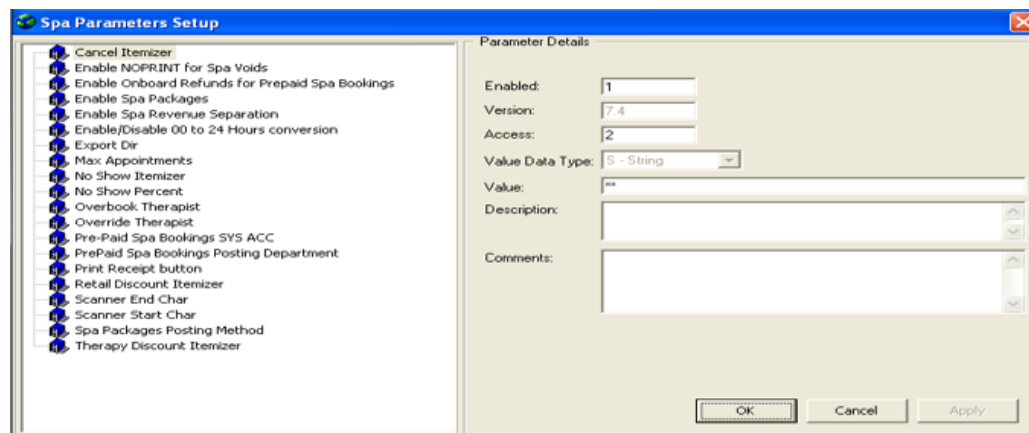 Spa Parameters Setup
Cancel Itemizer
Enable NOPRINT for Spa Voids
Enable Onboard Refunds for Prepaid Spa Bookings
Enable Spa Packages
Enable Spa Revenue Separation
Enable/Disable 00 to 24 Hours conversion
Export Dir
Max Appointments
No Show Itemizer
No Show Percent
Overbook Therapist
Override Therapist
Pre-Paid Spa Bookings SYS ACC
PrePaid Spa Bookings Posting Department
Print Receipt button
Retail Discount Itemizer
Scanner End Char
Scanner Start Char
Spa Packages Posting Method
Therapy Discount Itemizer
Parameter Details
Enabled: 1
Version: 7.4
Access: 2
Value Data Type: S - String
Value: **
Description:
Comments:
OK Cancel Apply